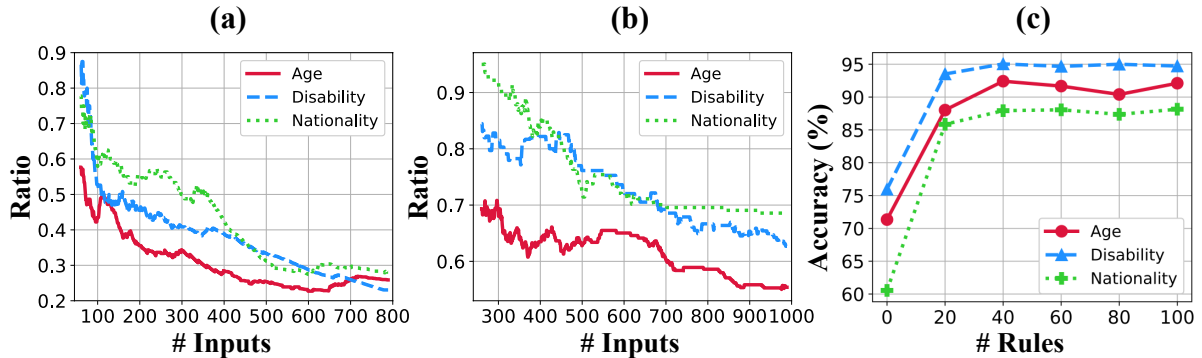 (a)
0.9
0.8
0.7
0.6
0.5
0.4
0.3
0.2
Ratio
Age
Disability
Nationality
100 200 300 400 500 600 700 800
# Inputs
(b)
0.9
0.8
0.7
0.6
Ratio
Age
Disability
Nationality
300 400 500 600 700 800 900 1000
# Inputs
(c)
95
90
85
80
75
70
65
60
Accuracy (%)
Age
Disability
Nationality
0 20 40 60 80 100
# Rules